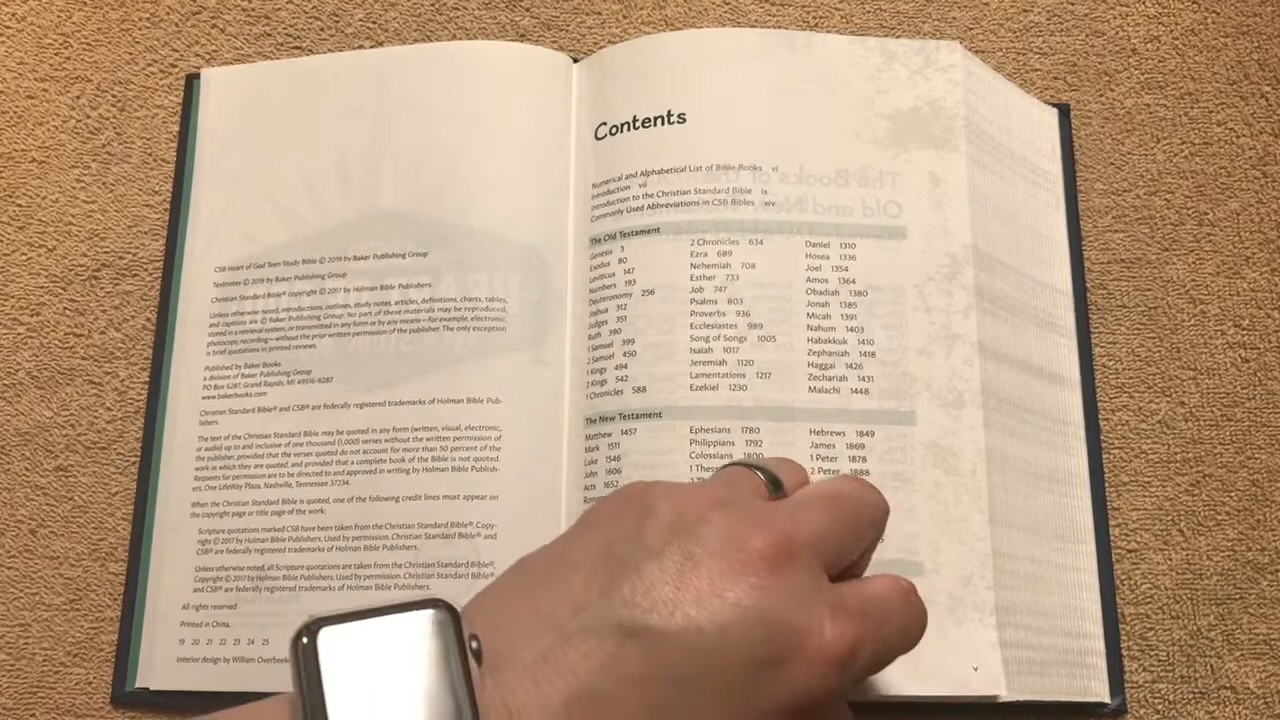 CSB Heart of God Teen Study Bible © 2019 by Baker Publishing Group
Textnotes © 2019 by Baker Publishing Group
Christian Standard Bible® copyright © 2017 by Holman Bible Publishers.
Unless otherwise noted, introductions, outlines, study notes, articles, definitions, charts, tables,
and captions are © Baker Publishing Group. No part of these materials may be reproduced,
stored in a retrieval system, or transmitted in any form or by any means—for example, electronic,
photocopy, recording—without the prior written permission of the publisher. The only exception
is brief quotations in printed reviews.
Published by Baker Books
a division of Baker Publishing Group
PO Box 6287, Grand Rapids, MI 49516-6287
www.bakerbooks.com
Christian Standard Bible® and CSB® are federally registered trademarks of Holman Bible Pub-
lishers.
The text of the Christian Standard Bible may be quoted in any form (written, visual, electronic,
or audio) up to and inclusive of one thousand (1,000) verses without the written permission of
the publisher, provided that the verses quoted do not account for more than 50 percent of the
work in which they are quoted, and provided that a complete book of the Bible is not quoted.
Requests for permission are to be directed to and approved in writing by Holman Bible Publish-
ers, One LifeWay Plaza, Nashville, Tennessee 37234.
When the Christian Standard Bible is quoted, one of the following credit lines must appear on
the copyright page or title page of the work:
Scripture quotations marked CSB have been taken from the Christian Standard Bible®, Copy-
right © 2017 by Holman Bible Publishers. Used by permission. Christian Standard Bible® and
CSB® are federally registered trademarks of Holman Bible Publishers.
Unless otherwise noted, all Scripture quotations are taken from the Christian Standard Bible®,
Copyright © 2017 by Holman Bible Publishers. Used by permission. Christian Standard Bible®
and CSB® are federally registered trademarks of Holman Bible Publishers.
All rights reserved
Printed in China.
19 20 21 22 23 24 25
Interior design by William
Contents
Numerical and Alphabetical List of Bible Books vi
Introduction vii
Introduction to the Christian Standard Bible ix
Commonly Used Abbreviations in CSB Bibles xiv
The Old Testament
Genesis 3
Exodus 80
Leviticus 147
Numbers 193
Deuteronomy 256
Joshua 312
Judges 351
Ruth 390
1 Samuel 399
2 Samuel 450
1 Kings 494
2 Kings 542
1 Chronicles 588
2 Chronicles 634
Ezra 689
Nehemiah 708
Esther 733
Job 747
Psalms 803
Proverbs 936
Ecclesiastes 989
Song of Songs 1005
Isaiah 1017
Jeremiah 1120
Lamentations 1217
Ezekiel 1230
Daniel 1310
Hosea 1336
Joel 1354
Amos 1364
Obadiah 1380
Jonah 1385
Micah 1391
Nahum 1403
Habakkuk 1410
Zephaniah 1418
Haggai 1426
Zechariah 1431
Malachi 1448
The New Testament
Matthew 1457
Mark 1511
Luke 1546
John 1606
Acts 1652
Ephesians 1780
Philippians 1792
Colossians 1800
1
Hebrews 1849
James 1869
1 Peter 1878
2 Peter 1888
v